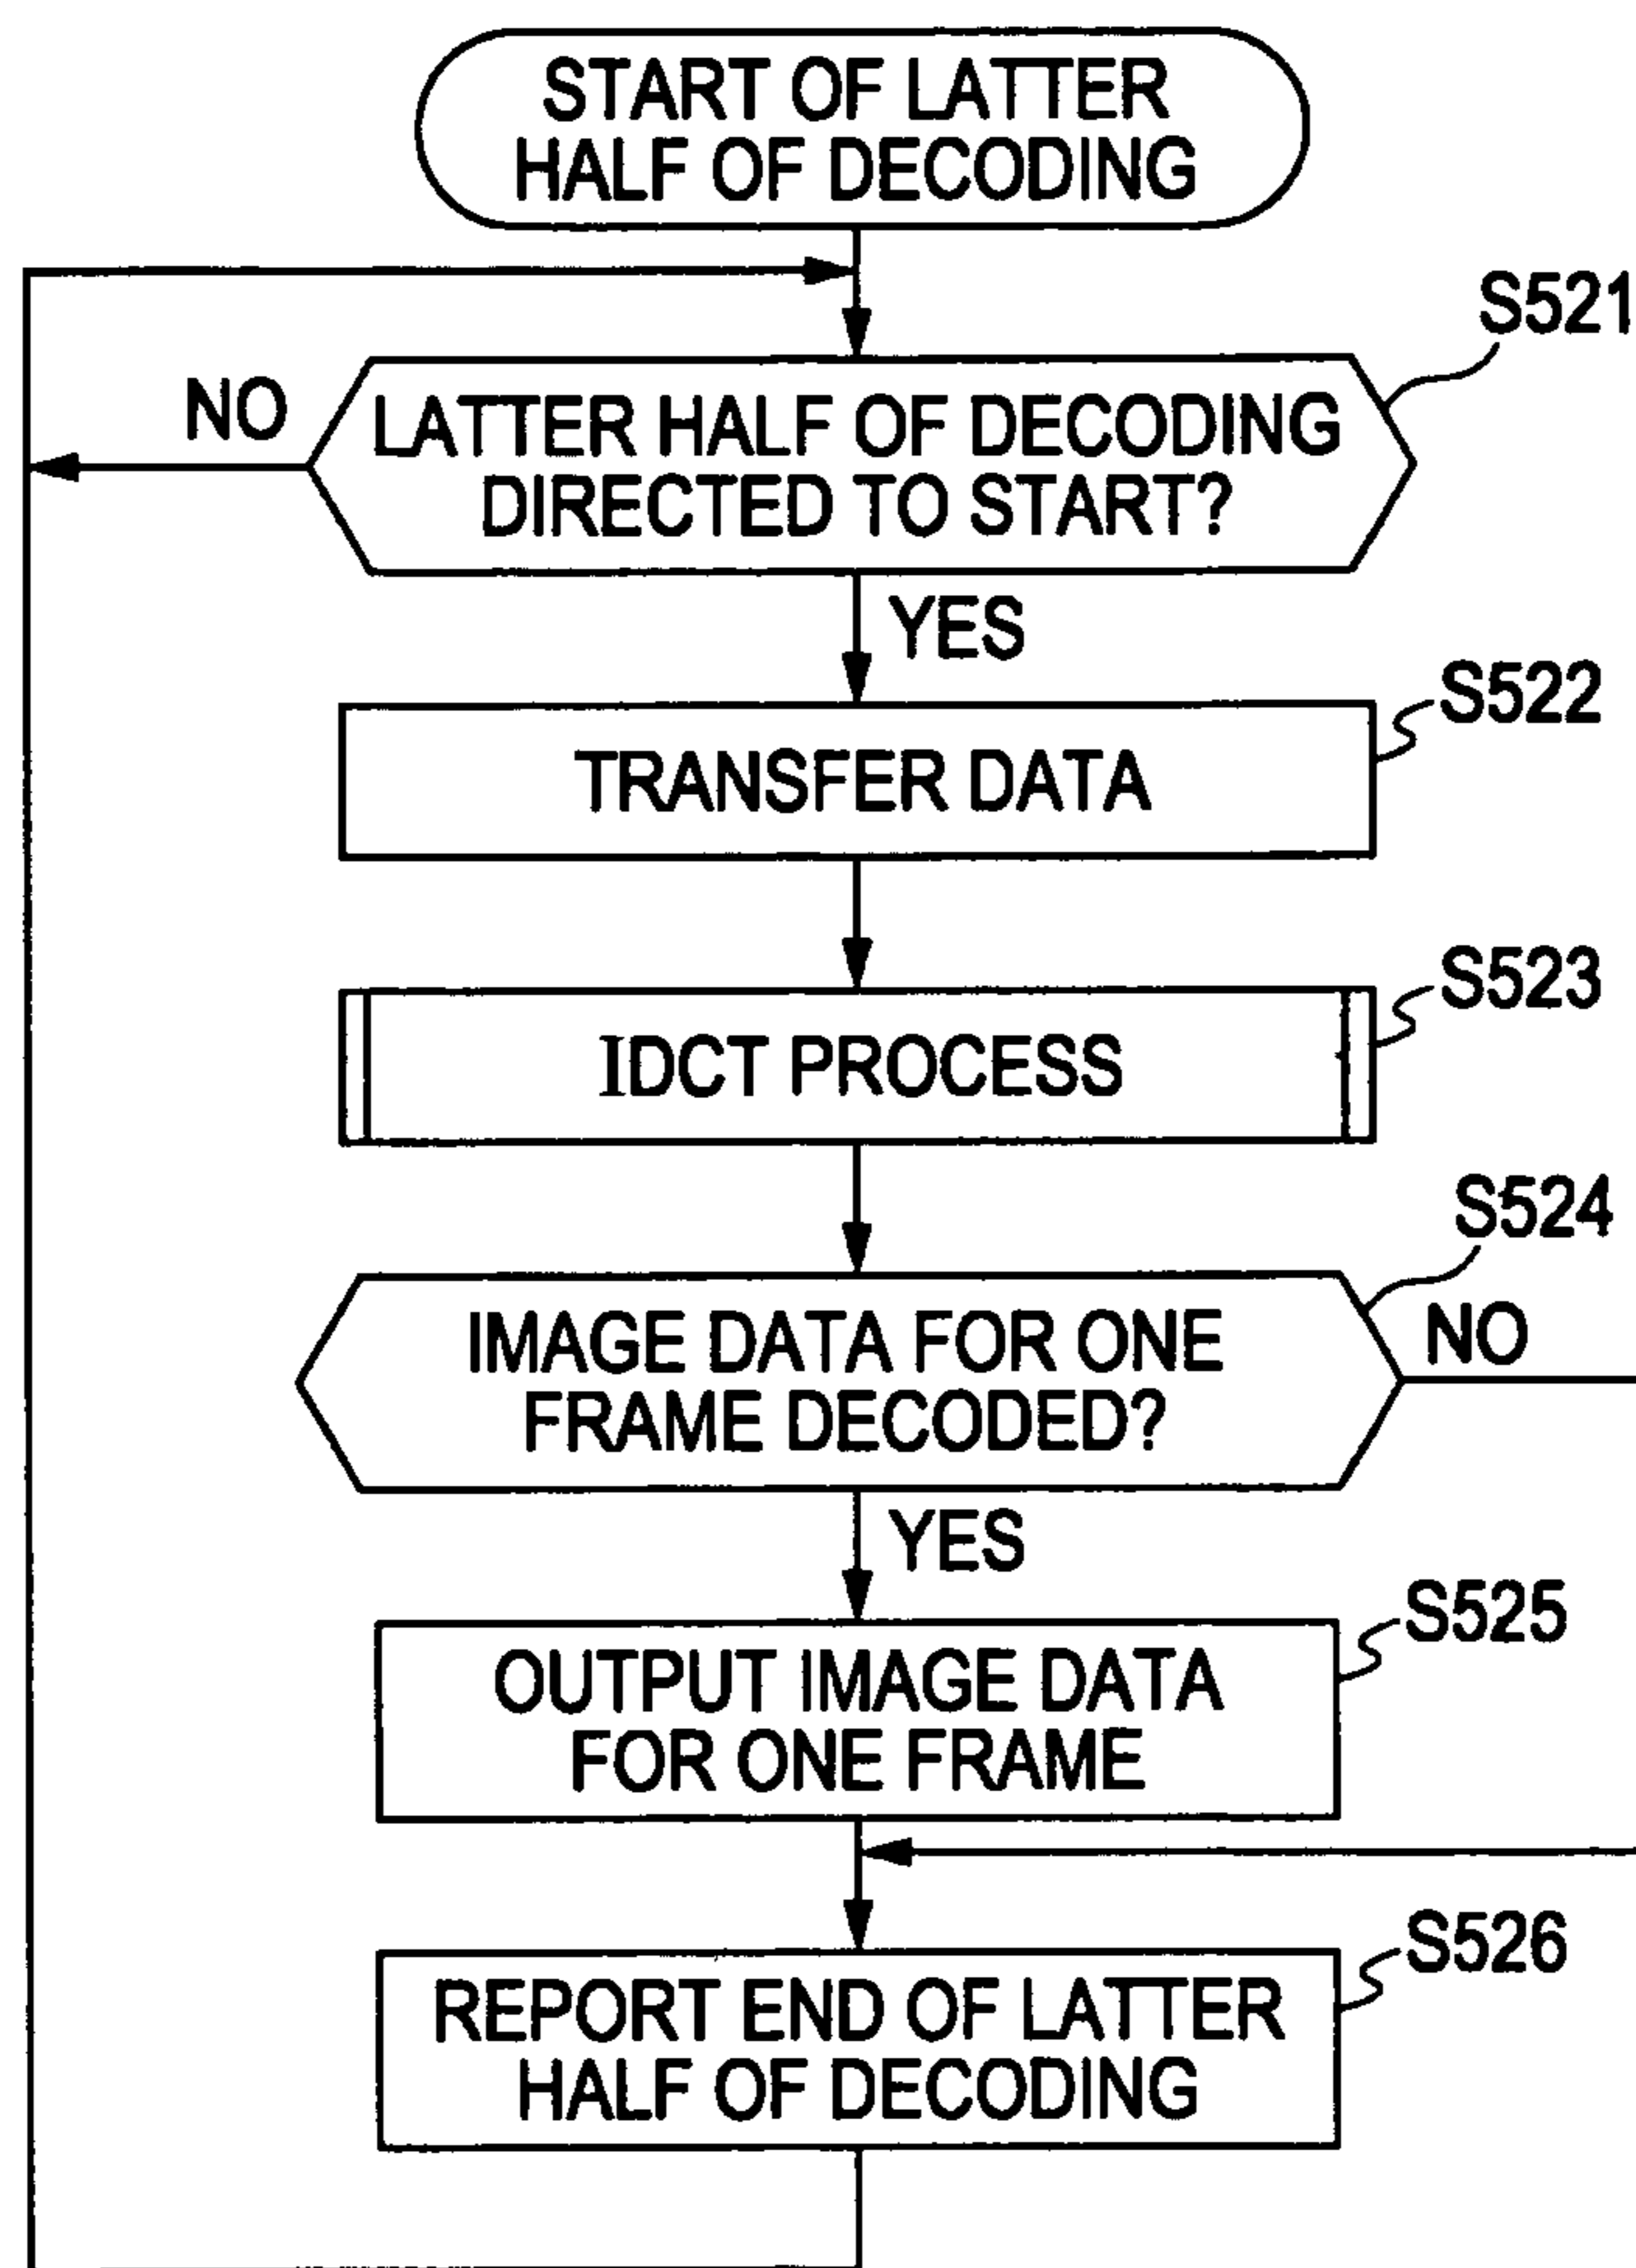 START OF LATTER
HALF OF DECODING
S521
NO
LATTER HALF OF DECODING
DIRECTED TO START?
YES
S522
TRANSFER DATA
S523
IDCT PROCESS
S524
IMAGE DATA FOR ONE
FRAME DECODED?
NO
YES
S525
OUTPUT IMAGE DATA
FOR ONE FRAME
S526
REPORT END OF LATTER
HALF OF DECODING